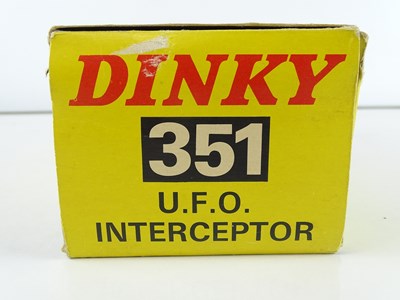 DINKY
351
U.F.O.
INTERCEPTOR